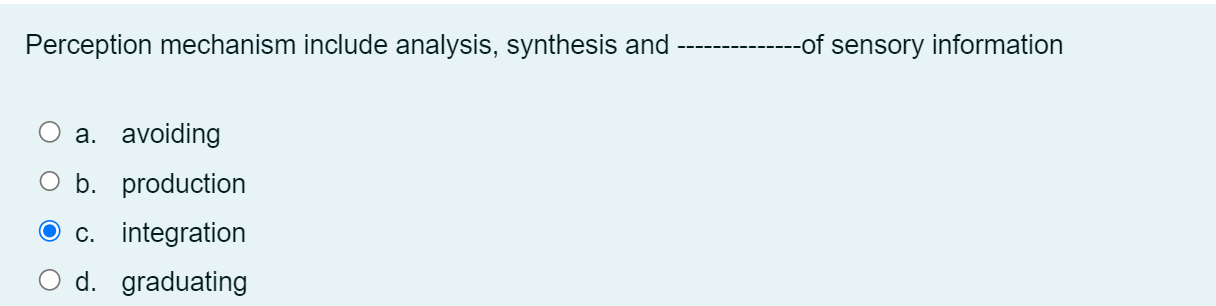 Perception mechanism include analysis, synthesis and --------------of sensory information
a. avoiding
b. production
c. integration
d. graduating